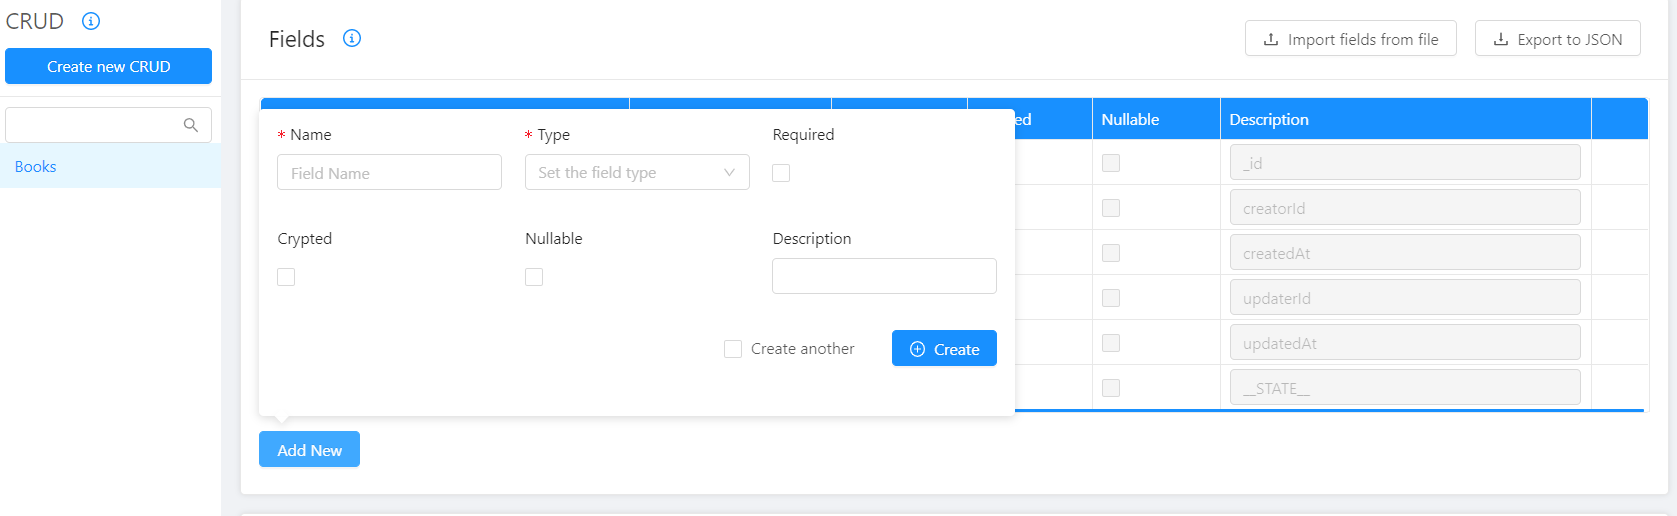 CRUD
Create new CRUD
Books
Fields
Import fields from file
Export to JSON
ed
Nullable
Description
* Name
* Type
Required
Field Name
Set the field type
Crypted
Nullable
Description
Create another
Create
_id
creatorId
createdAt
updaterId
updatedAt
__STATE__
Add New